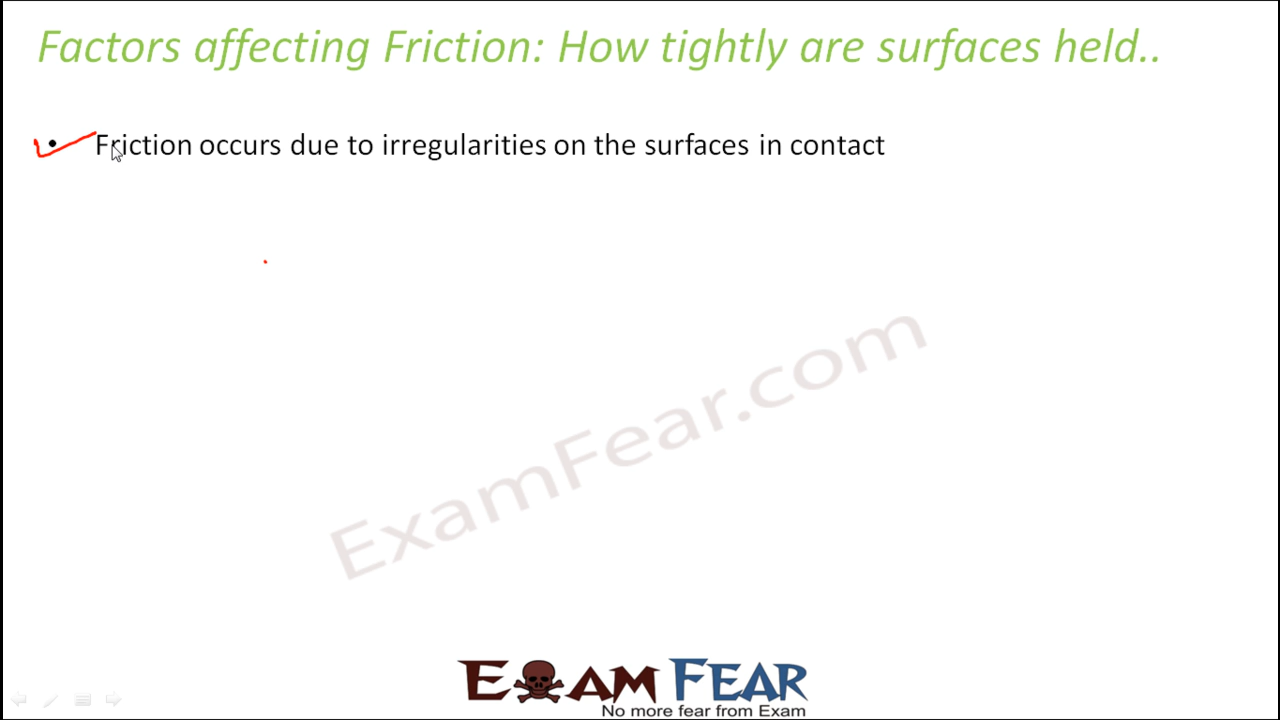 Factors affecting Friction: How tightly are surfaces held..
• Friction occurs due to irregularities on the surfaces in contact
ExamFear.com
EXAM FEAR
No more fear from Exam